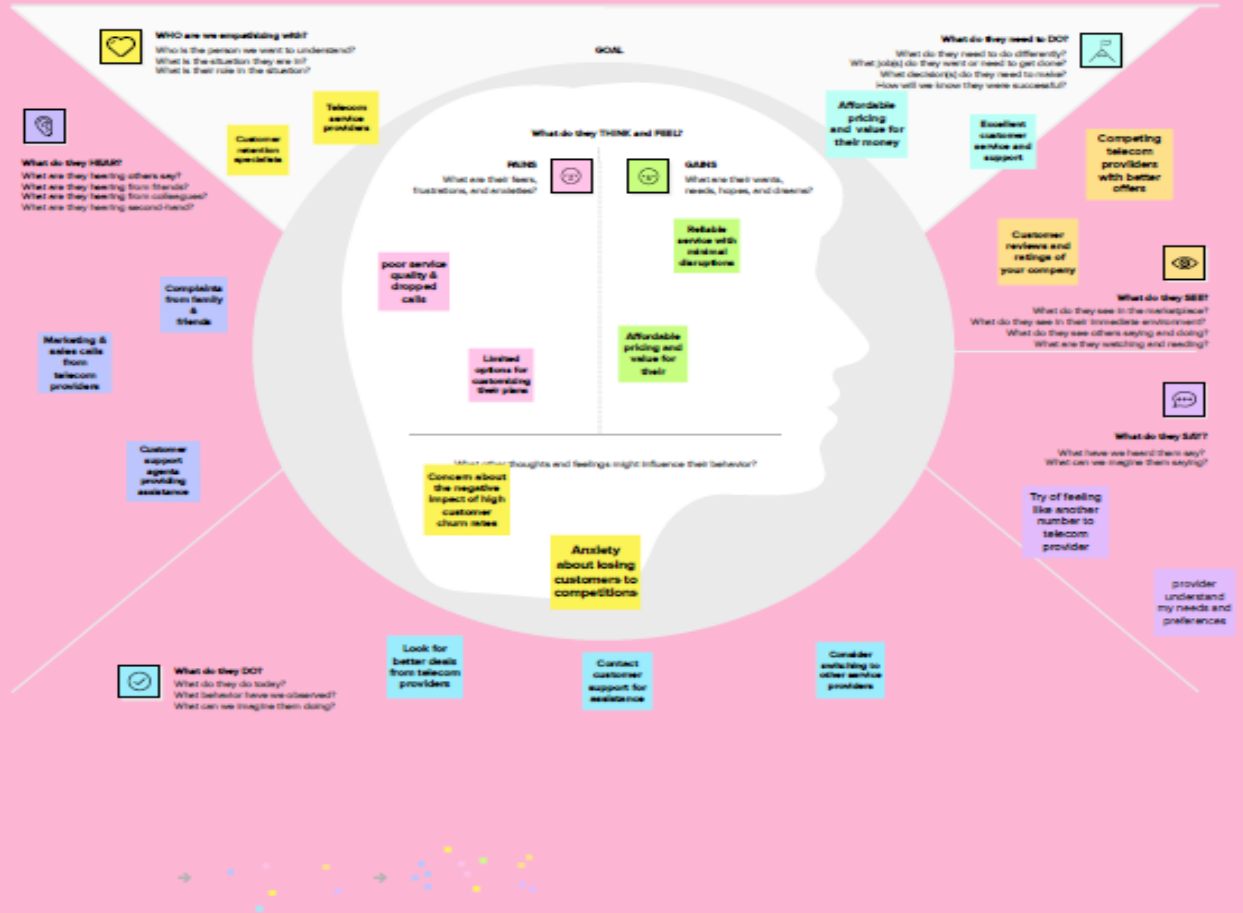 WHO are we empathizing with?
Who is the person we want to understand?
What is the situation they are in?
What is their role in the situation?
GOAL
What do they need to DO?
What do they need to do differently?
What job(s) do they want or need to get done?
What decision(s) do they need to make?
How will we know they were successful?
Telecom
service
providers
Customer
retention
specialists
Affordable
pricing
and value for
their money
Excellent
customer
service and
support
What do they HEAR?
What are they hearing others say?
What are they hearing from friends?
What are they hearing from colleagues?
What are they hearing second-hand?
Complaints
from family
&
friends
Marketing &
sales calls
from
telecom
providers
Customer
support
agents
providing
assistance
What do they THINK and FEEL?
PAINS
What are their fears,
frustrations, and anxieties?
GAINS
What are their wants,
needs, hopes, and dreams?
poor service
quality &
dropped
calls
Limited
options for
customizing
their plans
Reliable
service with
minimal
disruptions
Affordable
pricing and
value for
their
What other thoughts and feelings might influence their behavior?
Concern about
the negative
impact of high
customer
churn rates
Anxiety
about losing
customers to
competitions
Competing
telecom
providers
with better
offers
Customer
reviews and
ratings of
your company
What do they SEE?
What do they see in the marketplace?
What do they see in their immediate environment?
What do they see others saying and doing?
What are they watching and reading?
What do they SAY?
What have we heard them say?
What can we imagine them saying?
Try of feeling
like another
number to
telecom
provider
provider
understand
my needs and
preferences
What do they DO?
What do they do today?
What behavior have we observed?
What can we imagine them doing?
Look for
better deals
from telecom
providers
Contact
customer
support for
assistance
Consider
switching to
other service
providers